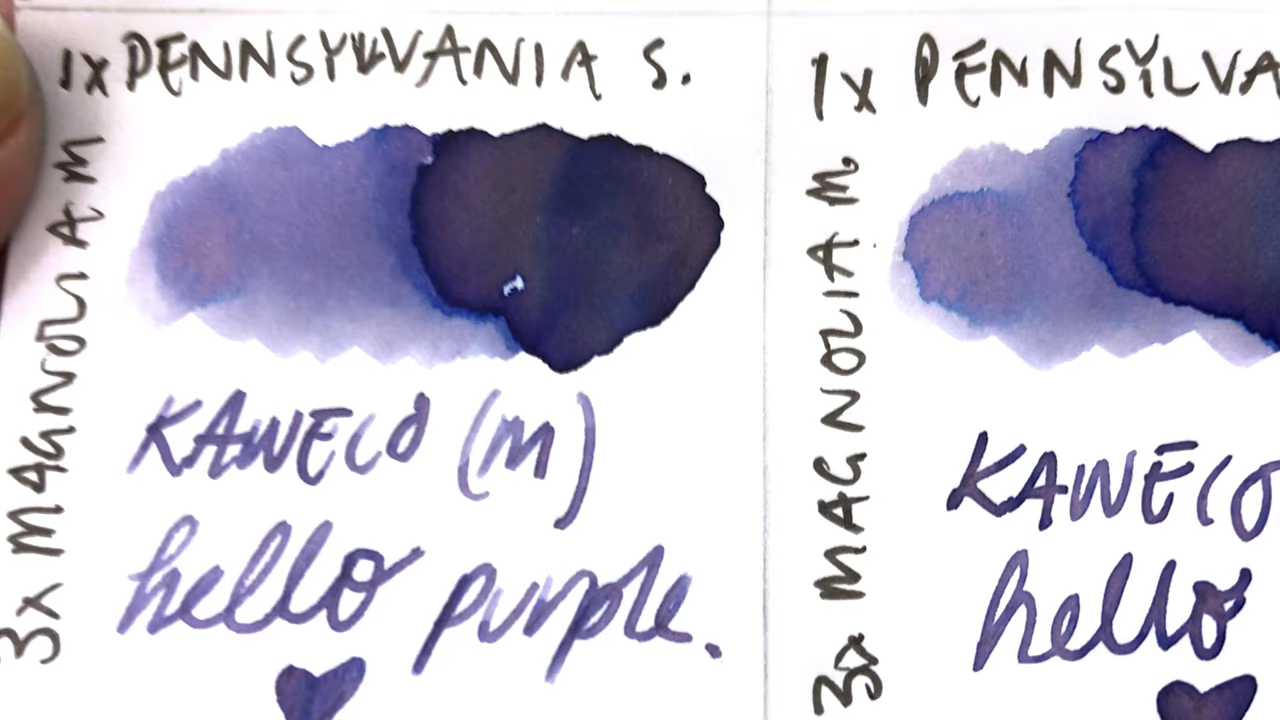 1x PENNSYLVANIA S.
3x MAGNOLIA M
KAWECO (M)
hello purple.
1x PENNSYLVA
3x MAGNOLIA M.
KAWECO
hello